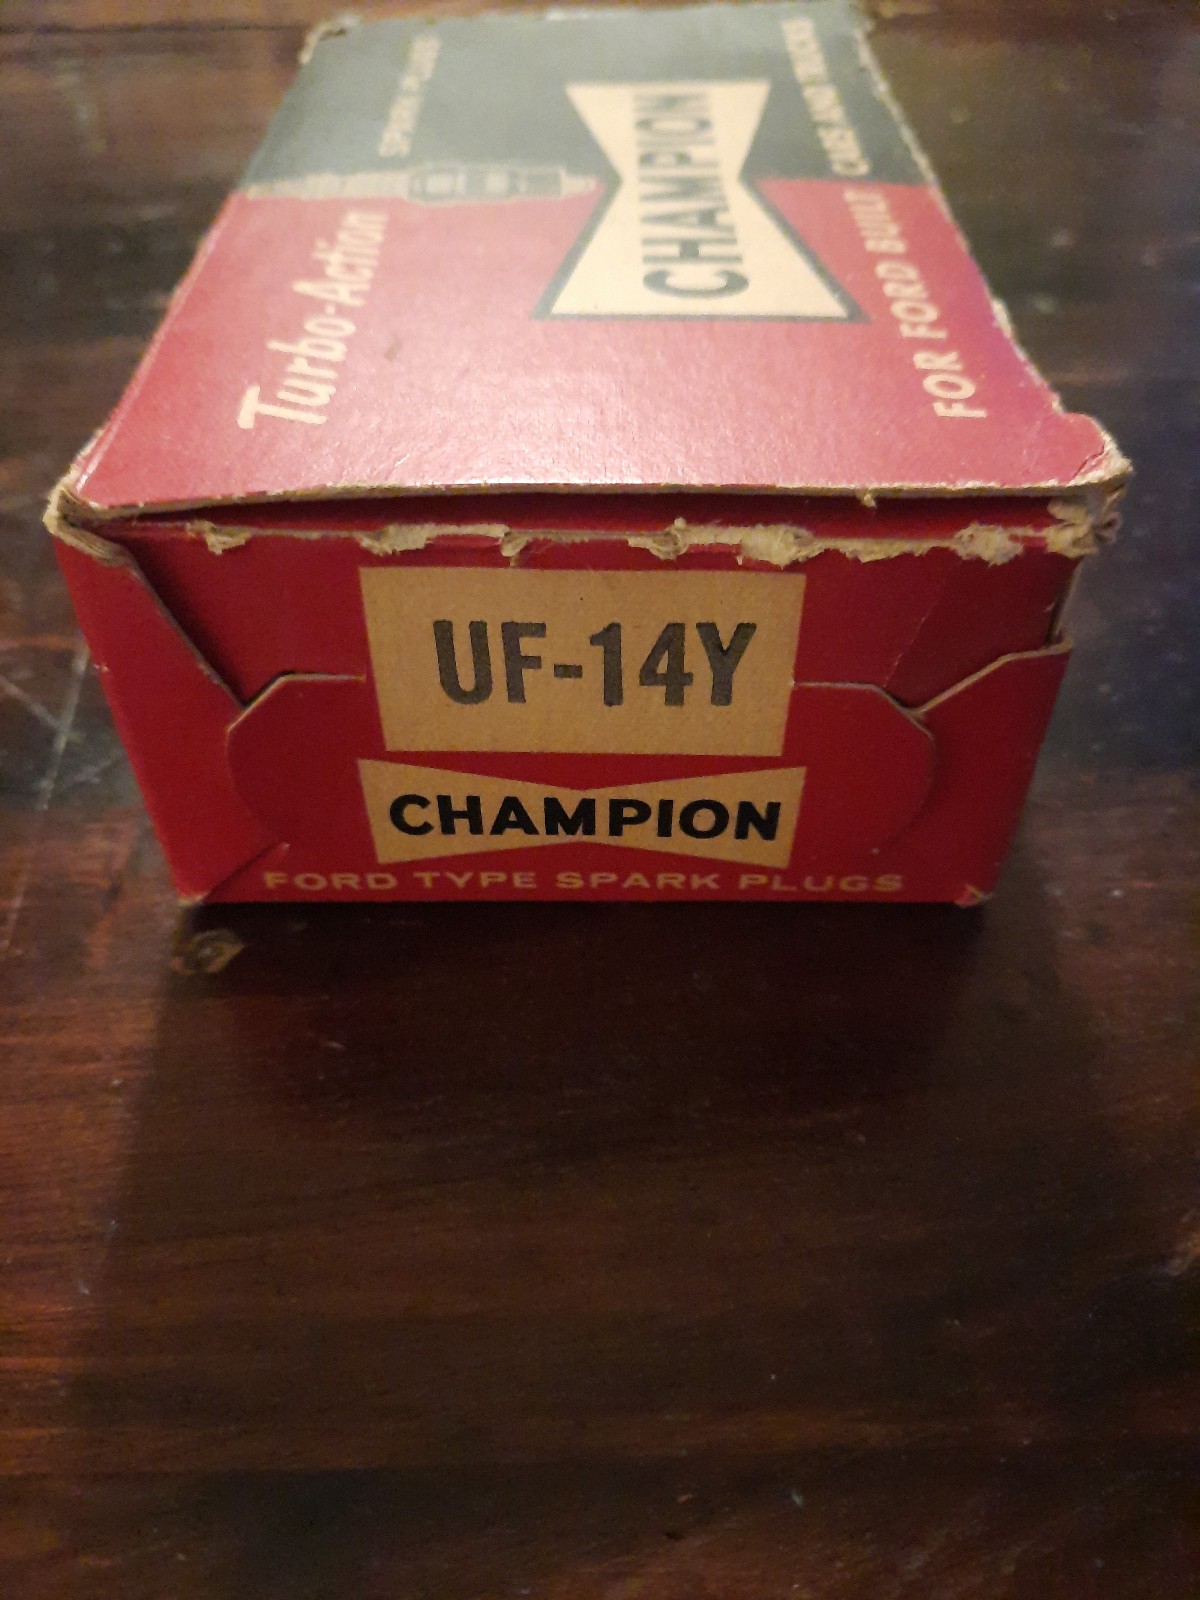 Turbo-Action
SPARK PLUGS
CHAMPION
FOR FORD BUILT CARS AND TRUCKS
UF-14Y
CHAMPION
FORD TYPE SPARK PLUGS